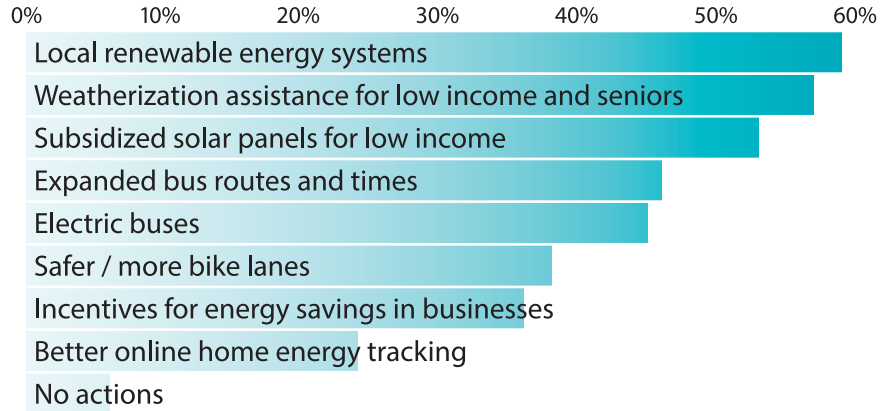 0% 10% 20% 30% 40% 50% 60%
Local renewable energy systems
Weatherization assistance for low income and seniors
Subsidized solar panels for low income
Expanded bus routes and times
Electric buses
Safer / more bike lanes
Incentives for energy savings in businesses
Better online home energy tracking
No actions